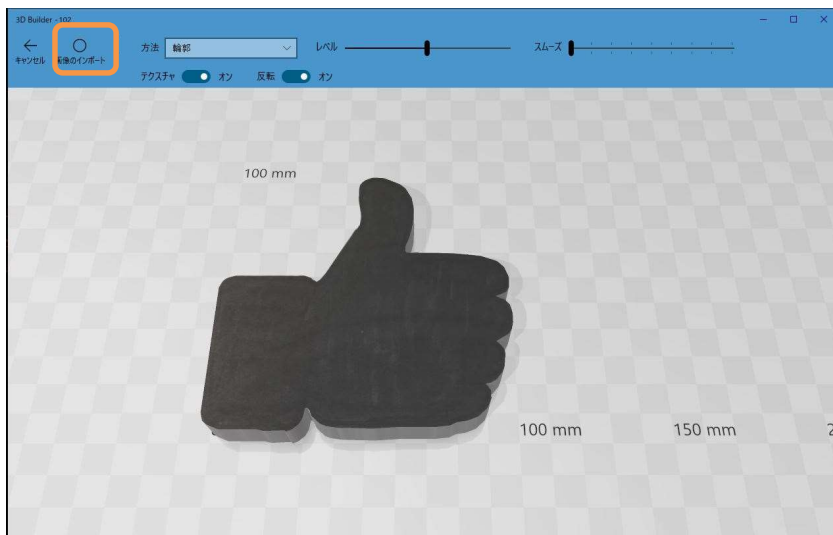 3D Builder - 102
キャンセル
画像のインポート
方法
輪郭
レベル
スムーズ
テクスチャ
オン
反転
オン
100 mm
100 mm
150 mm